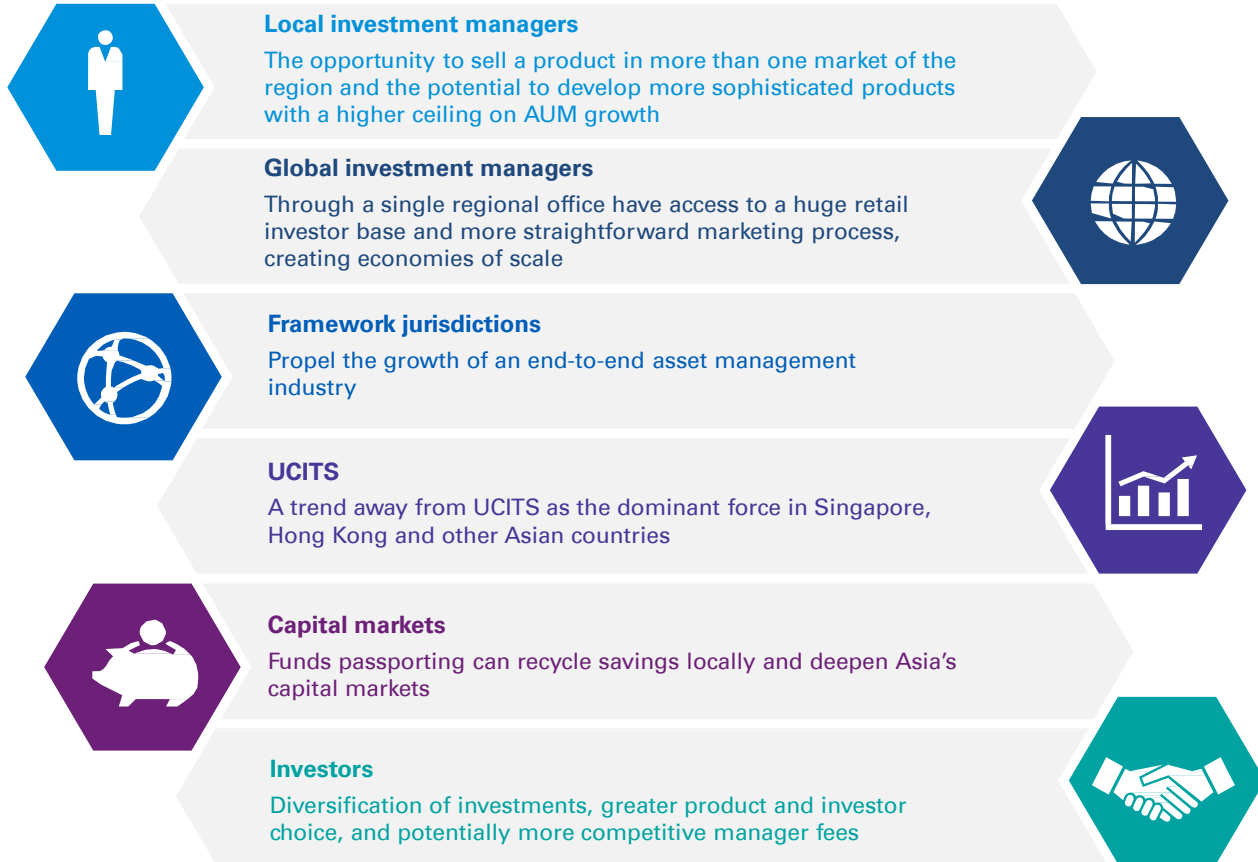 Local investment managers
The opportunity to sell a product in more than one market of the
region and the potential to develop more sophisticated products
with a higher ceiling on AUM growth
Global investment managers
Through a single regional office have access to a huge retail
investor base and more straightforward marketing process,
creating economies of scale
Framework jurisdictions
Propel the growth of an end-to-end asset management
industry
UCITS
A trend away from UCITS as the dominant force in Singapore,
Hong Kong and other Asian countries
Capital markets
Funds passporting can recycle savings locally and deepen Asia's
capital markets
Investors
Diversification of investments, greater product and investor
choice, and potentially more competitive manager fees